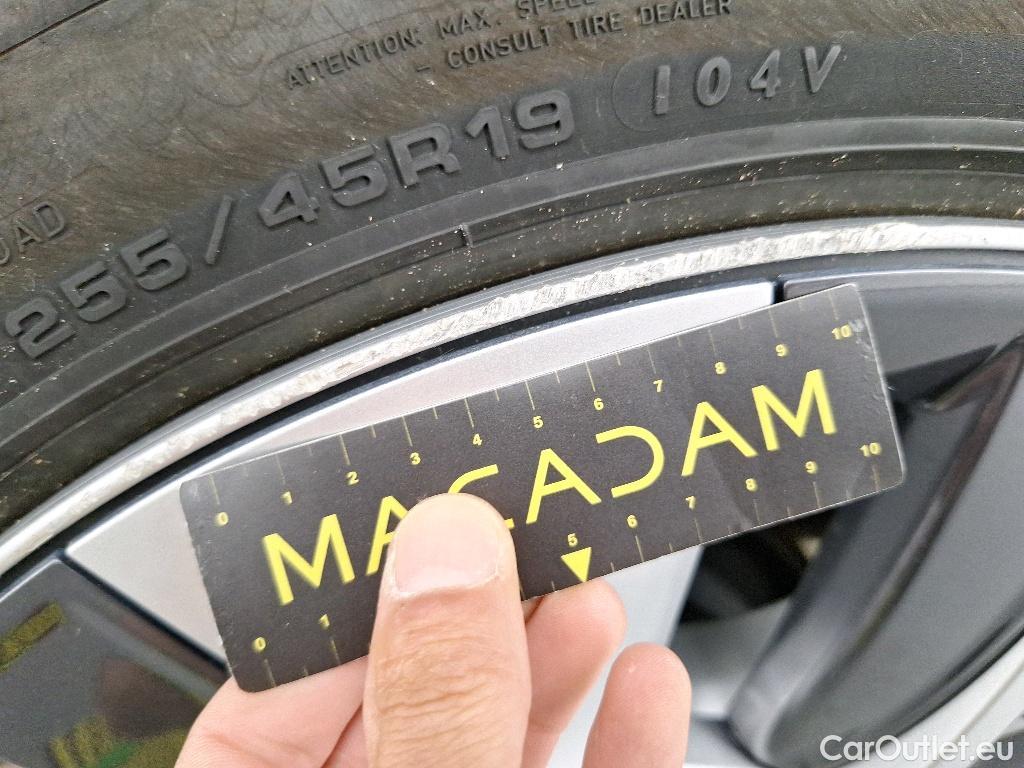 ATTENTION: MAX. SPEED
- CONSULT TIRE DEALER
255/45R19 104V
0 1 2 3 4 5 6 7 8 9 10
MACADAM
0 1 5 6 7 8 9 10
CarOutlet.eu